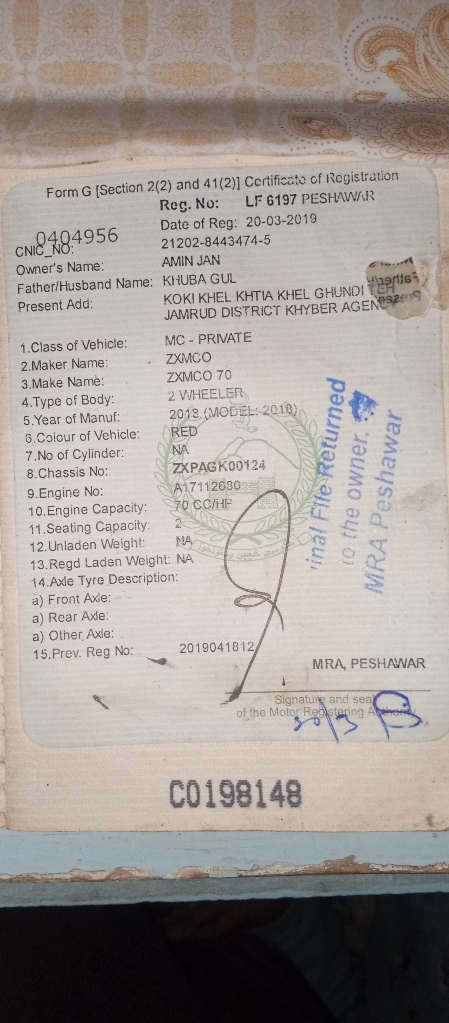 Form G [Section 2(2) and 41(2)] Certificate of Registration
Reg. No: LF 6197 PESHAWAR
0404956
Date of Reg: 20-03-2019
CNIC_NO: 21202-8443474-5
Owner's Name: AMIN JAN
Father/Husband Name: KHUBA GUL
Present Add: KOKI KHEL KHTIA KHEL GHUNDI TEH
JAMRUD DISTRICT KHYBER AGENC
1.Class of Vehicle: MC - PRIVATE
2.Maker Name: ZXMCO
3.Make Name: ZXMCO 70
4.Type of Body: 2 WHEELER
5.Year of Manuf: 2018 (MODEL: 2018)
6.Colour of Vehicle: RED
7.No of Cylinder: NA
8.Chassis No: ZXPAGK00124
9.Engine No: A17112680
10.Engine Capacity: 70 CC/HP
11.Seating Capacity: 2
12.Unladen Weight: NA
13.Regd Laden Weight: NA
14.Axle Tyre Description:
a) Front Axle:
a) Rear Axle:
a) Other Axle:
15.Prev. Reg No: 2019041812
inal File Returned
to the owner.
MRA Peshawar
MRA, PESHAWAR
Signature and seal
of the Motor Registering Authority
20/3
C0198148